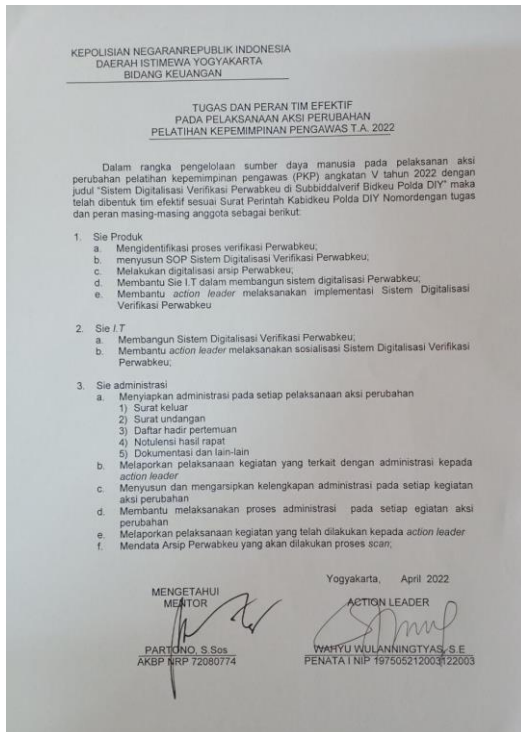 KEPOLISIAN NEGARANREPUBLIK INDONESIA
DAERAH ISTIMEWA YOGYAKARTA
BIDANG KEUANGAN
TUGAS DAN PERAN TIM EFEKTIF
PADA PELAKSANAAN AKSI PERUBAHAN
PELATIHAN KEPEMIMPINAN PENGAWAS T.A. 2022
Dalam rangka pengelolaan sumber daya manusia pada pelaksanan aksi
perubahan pelatihan kepemimpinan pengawas (PKP) angkatan V tahun 2022 dengan
judul "Sistem Digitalisasi Verifikasi Perwabkeu di Subbiddalverif Bidkeu Polda DIY" maka
telah dibentuk tim efektif sesuai Surat Perintah Kabidkeu Polda DIY Nomordengan tugas
dan peran masing-masing anggota sebagai berikut:
1. Sie Produk
a. Mengidentifikasi proses verifikasi Perwabkeu;
b. menyusun SOP Sistem Digitalisasi Verifikasi Perwabkeu;
c. Melakukan digitalisasi arsip Perwabkeu;
d. Membantu Sie I.T dalam membangun sistem digitalisasi Perwabkeu;
e. Membantu action leader melaksanakan implementasi Sistem Digitalisasi
Verifikasi Perwabkeu
2. Sie I.T
a. Membangun Sistem Digitalisasi Verifikasi Perwabkeu;
b. Membantu action leader melaksanakan sosialisasi Sistem Digitalisasi Verifikasi
Perwabkeu;
3. Sie administrasi
a. Menyiapkan administrasi pada setiap pelaksanaan aksi perubahan
1) Surat keluar
2) Surat undangan
3) Daftar hadir pertemuan
4) Notulensi hasil rapat
5) Dokumentasi dan lain-lain
b. Melaporkan pelaksanaan kegiatan yang terkait dengan administrasi kepada
action leader
c. Menyusun dan mengarsipkan kelengkapan administrasi pada setiap kegiatan
aksi perubahan
d. Membantu melaksanakan proses administrasi pada setiap egiatan aksi
perubahan
e. Melaporkan pelaksanaan kegiatan yang telah dilakukan kepada action leader
f. Mendata Arsip Perwabkeu yang akan dilakukan proses scan;
Yogyakarta, April 2022
MENGETAHUI
MENTOR
ACTION LEADER
PARTONO, S.Sos
AKBP NRP 72080774
WAHYU WULANNINGTYAS, S.E
PENATA I NIP 197505212003122003